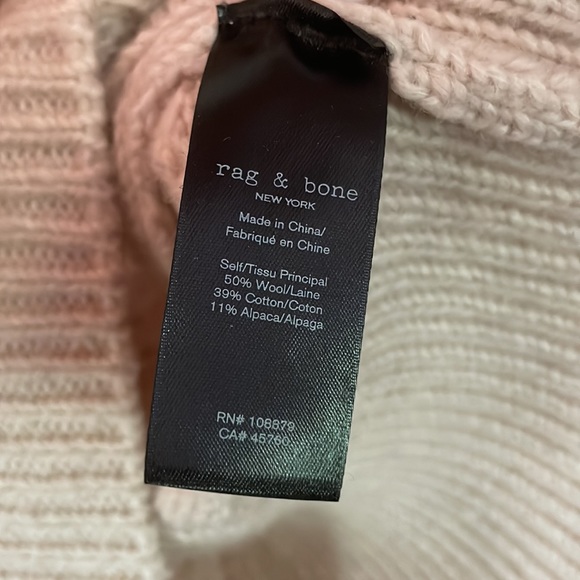 rag & bone
NEW YORK
Made in China/
Fabriqué en Chine
Self/Tissu Principal
50% Wool/Laine
39% Cotton/Coton
11% Alpaca/Alpaga
RN# 108879
CA# 45760